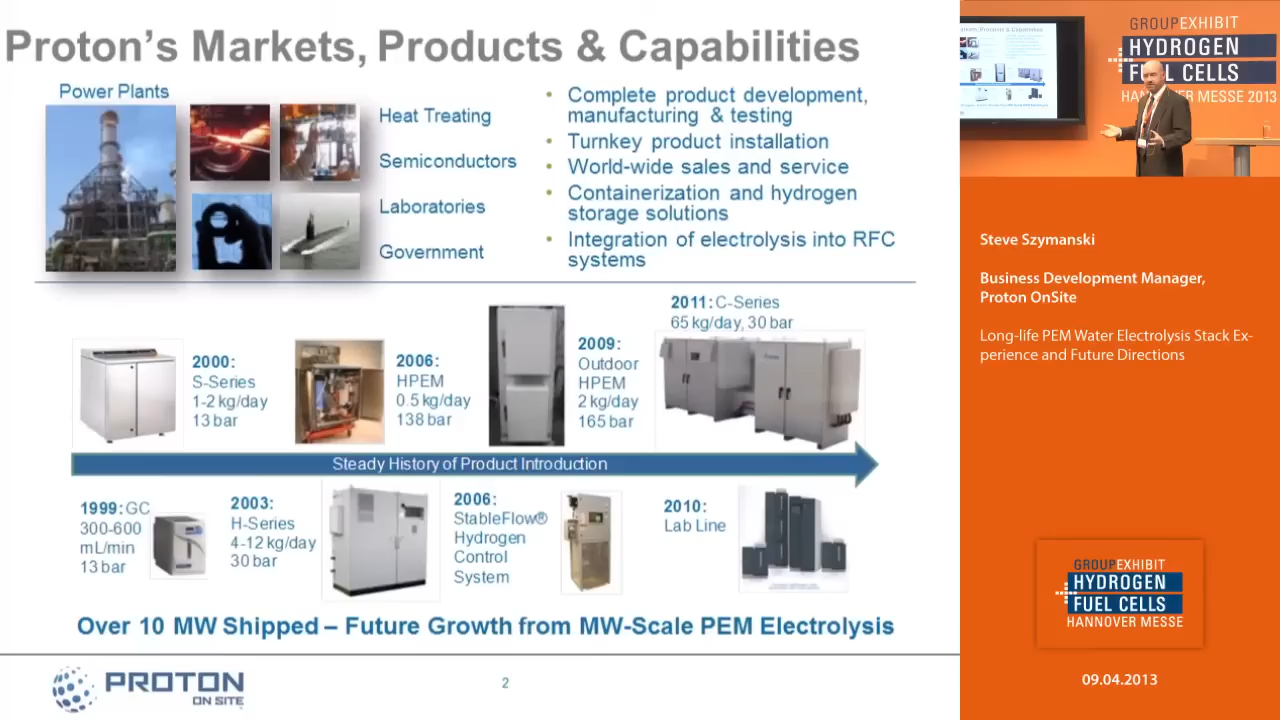 Proton's Markets, Products & Capabilities
Power Plants
Heat Treating
Semiconductors
Laboratories
Government
• Complete product development,
manufacturing & testing
• Turnkey product installation
• World-wide sales and service
• Containerization and hydrogen
storage solutions
• Integration of electrolysis into RFC
systems
2000:
S-Series
1-2 kg/day
13 bar
2006:
HPEM
0.5 kg/day
138 bar
2009:
Outdoor
HPEM
2 kg/day
165 bar
2011: C-Series
65 kg/day, 30 bar
Steady History of Product Introduction
1999: GC
300-600
mL/min
13 bar
2003:
H-Series
4-12 kg/day
30 bar
2006:
StableFlow®
Hydrogen
Control
System
2010:
Lab Line
Over 10 MW Shipped – Future Growth from MW-Scale PEM Electrolysis
PROTON
ON SITE
2
GROUPEXHIBIT
HYDROGEN
FUEL CELLS
HANNOVER MESSE 2013
Steve Szymanski
Business Development Manager,
Proton OnSite
Long-life PEM Water Electrolysis Stack Ex-
perience and Future Directions
GROUPEXHIBIT
HYDROGEN
FUEL CELLS
HANNOVER MESSE
09.04.2013